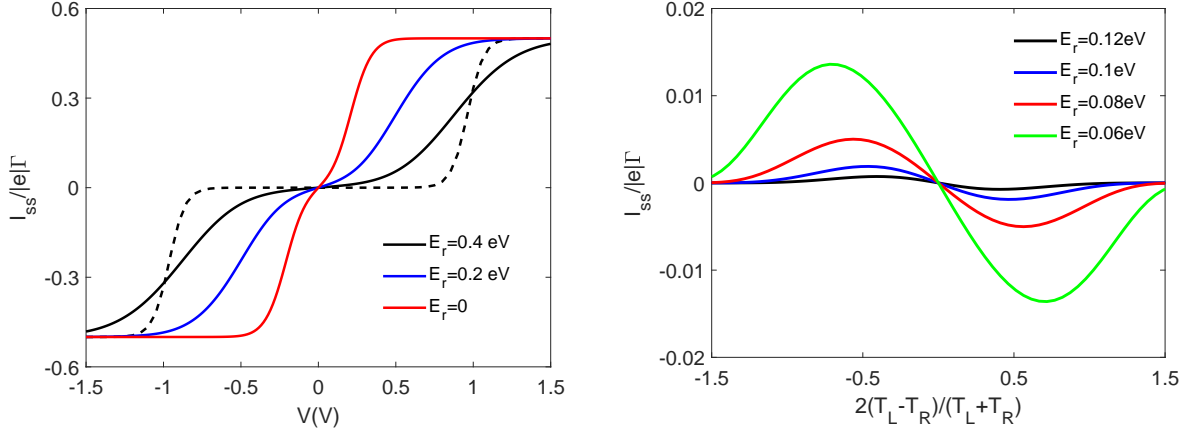 0.6
0.3
0
-0.3
-0.6
I_ss/|e|Γ
E_r=0.4 eV
E_r=0.2 eV
E_r=0
-1.5
-1
-0.5
0
0.5
1
1.5
V(V)
0.02
0.01
0
-0.01
-0.02
I_ss/|e|Γ
E_r=0.12eV
E_r=0.1eV
E_r=0.08eV
E_r=0.06eV
-1.5
-0.5
0.5
1.5
2(T_L-T_R)/(T_L+T_R)